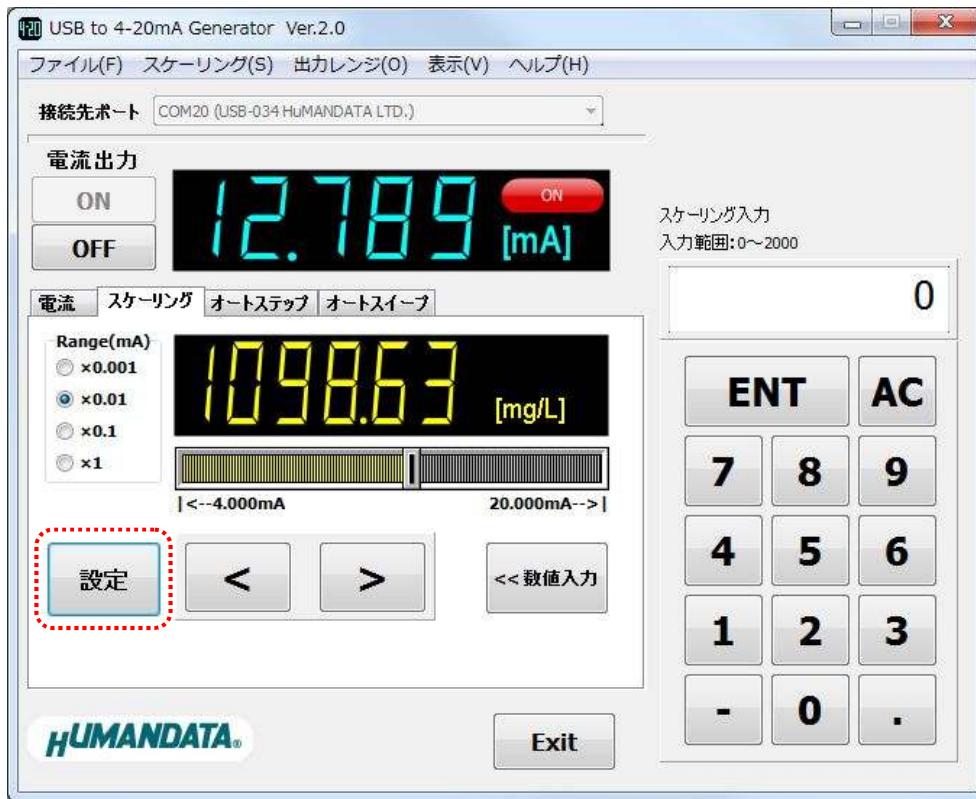 USB to 4-20mA Generator Ver.2.0
ファイル(F) スケーリング(S) 出力レンジ(O) 表示(V) ヘルプ(H)
接続先ポート COM20 (USB-034 HuMANDATA LTD.)
電流出力
ON
OFF
12.789 ON [mA]
電流 スケーリング オートステップ オートスイープ
Range(mA)
×0.001
×0.01
×0.1
×1
1098.63 [mg/L]
|<--4.000mA 20.000mA-->|
設定 < > << 数値入力
HUMANDATA®
Exit
スケーリング入力
入力範囲:0～2000
0
ENT AC
7 8 9
4 5 6
1 2 3
- 0 .